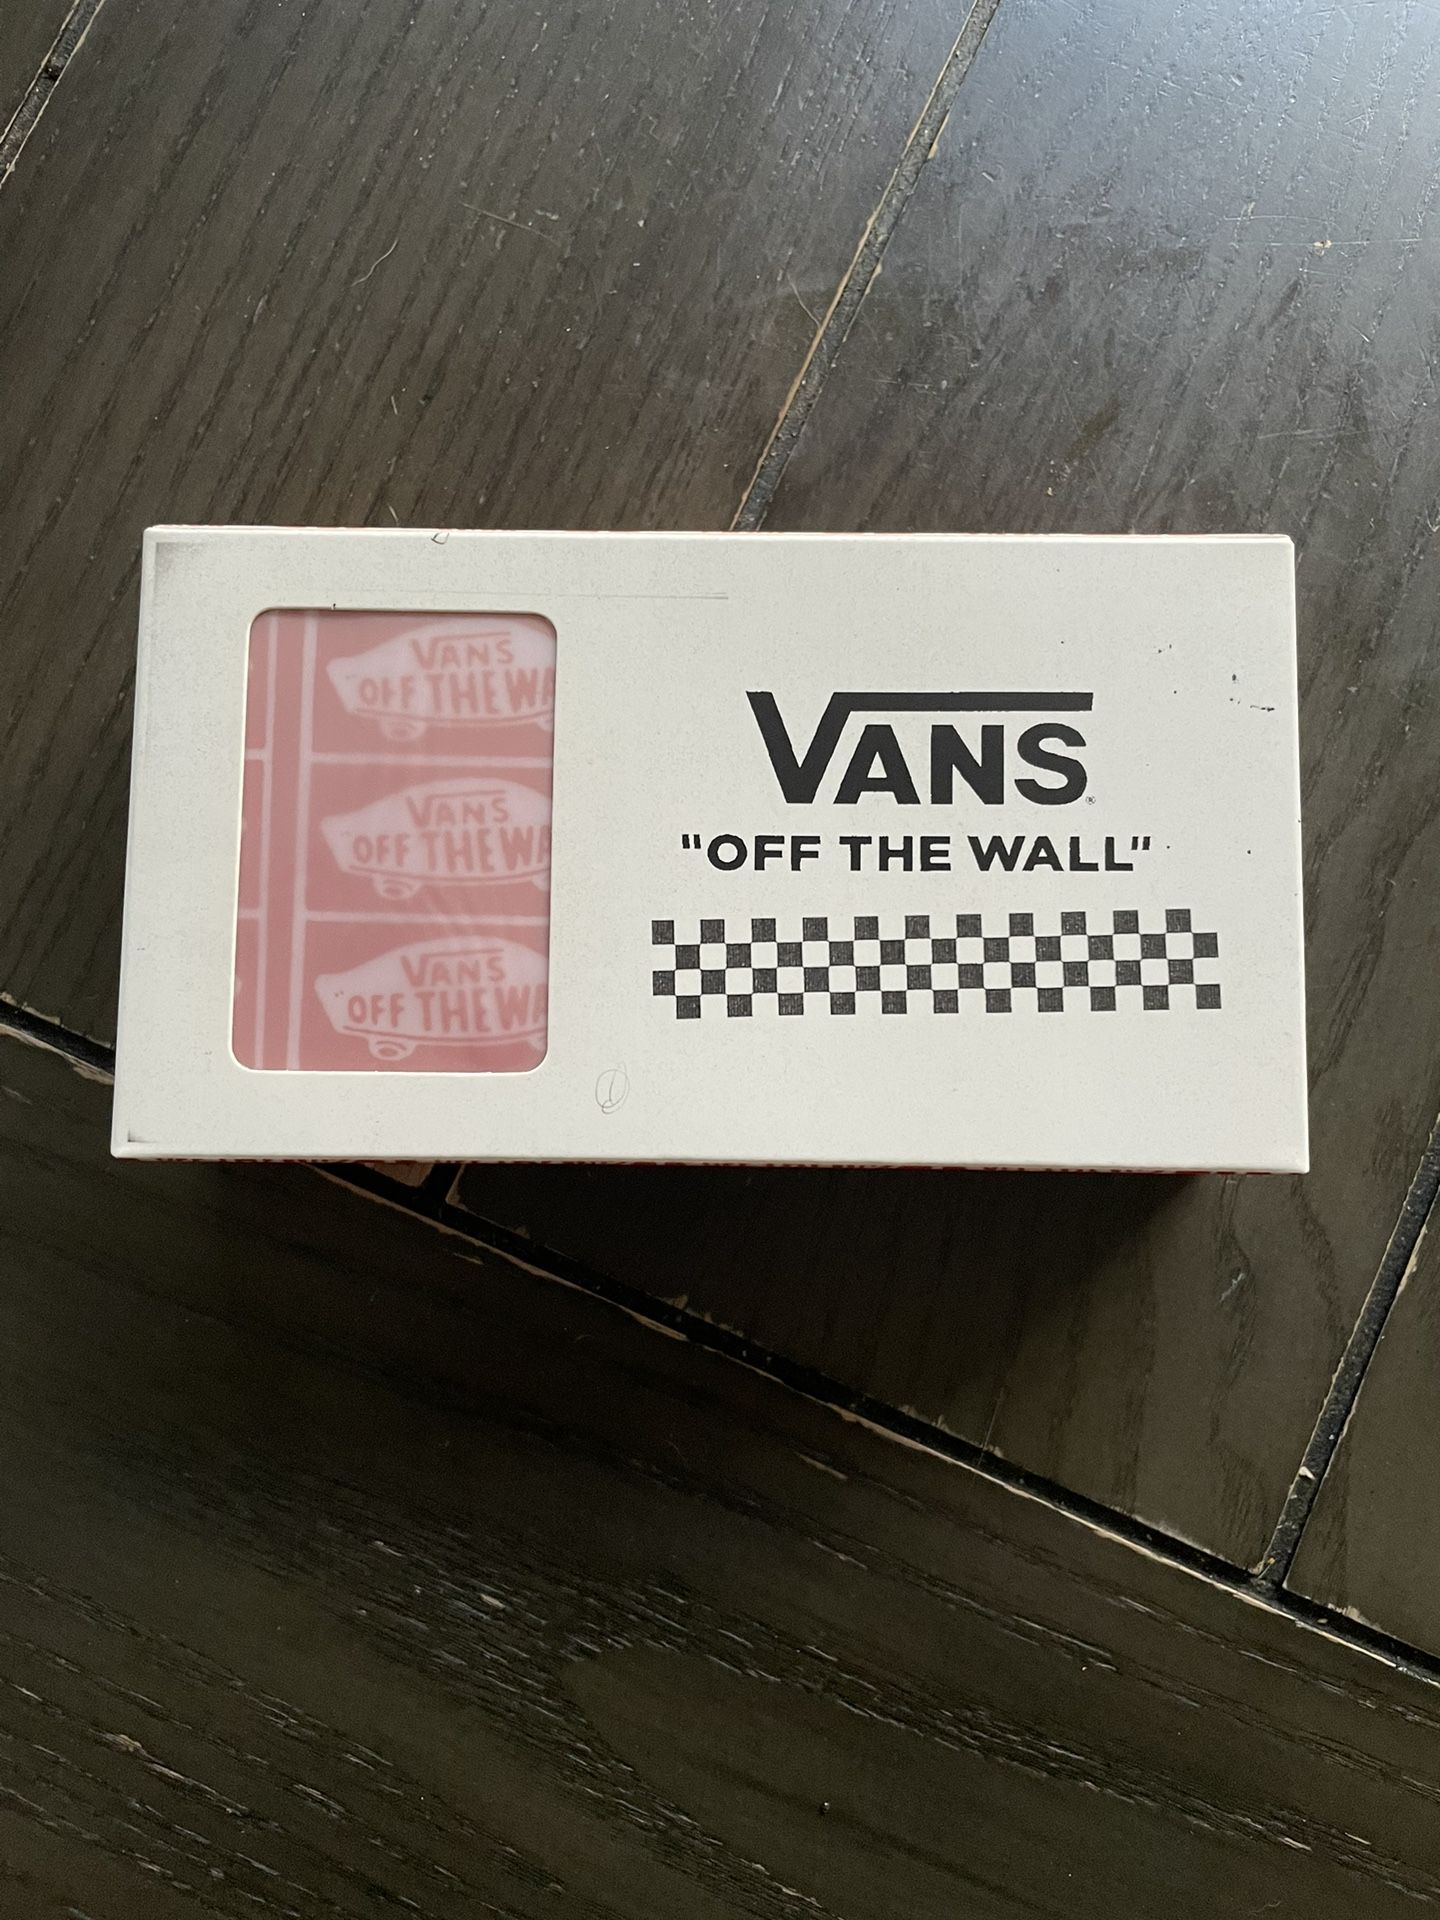 VANS
"OFF THE WA
VANS
"OFF THE WA
VANS
"OFF THE WA
VANS®
"OFF THE WALL"